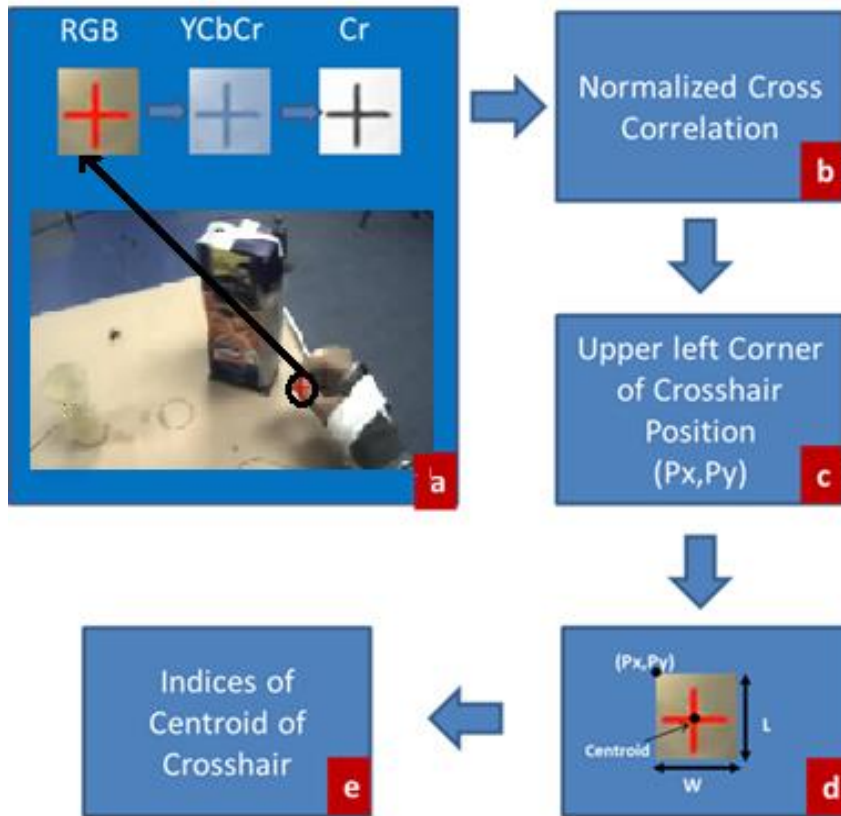 RGB YCbCr Cr
a
Normalized Cross
Correlation
b
Upper left Corner
of Crosshair
Position
(Px,Py)
c
(Px,Py)
Centroid
L
W
d
Indices of
Centroid of
Crosshair
e